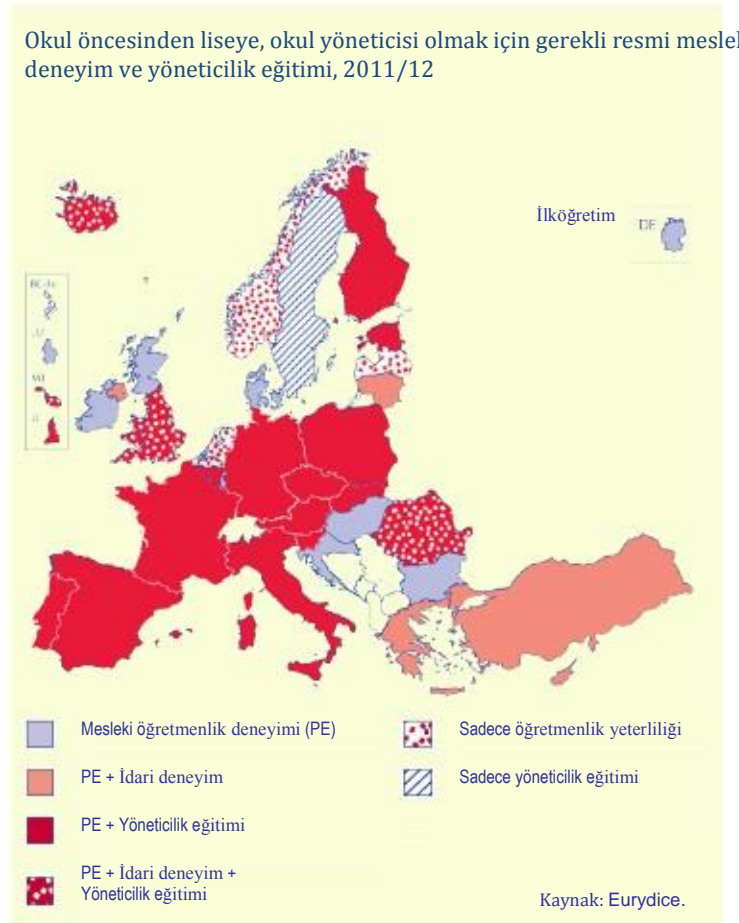 Okul öncesinden liseye, okul yöneticisi olmak için gerekli resmi meslek
deneyim ve yöneticilik eğitimi, 2011/12
İlköğretim
DE
Mesleki öğretmenlik deneyimi (PE)
Sadece öğretmenlik yeterliliği
PE + İdari deneyim
Sadece yöneticilik eğitimi
PE + Yöneticilik eğitimi
PE + İdari deneyim +
Yöneticilik eğitimi
Kaynak: Eurydice.